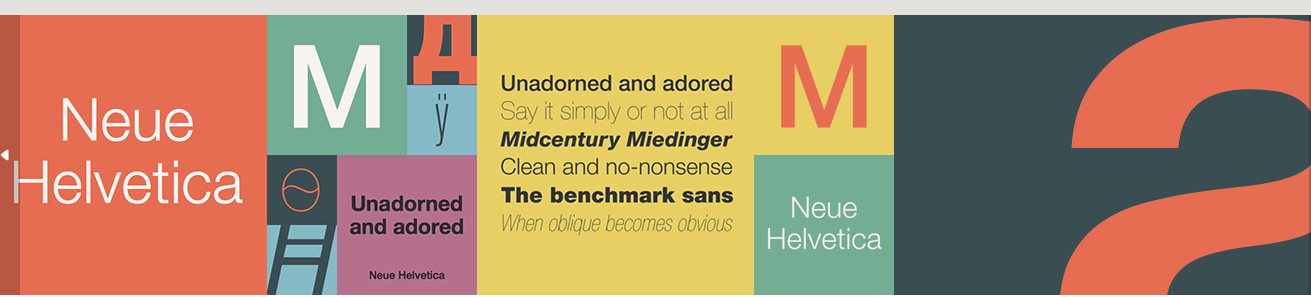 Neue
Helvetica
M
Д
ÿ
Ө
Unadorned
and adored
Neue Helvetica
Unadorned and adored
Say it simply or not at all
Midcentury Miedinger
Clean and no-nonsense
The benchmark sans
When oblique becomes obvious
M
Neue
Helvetica
a